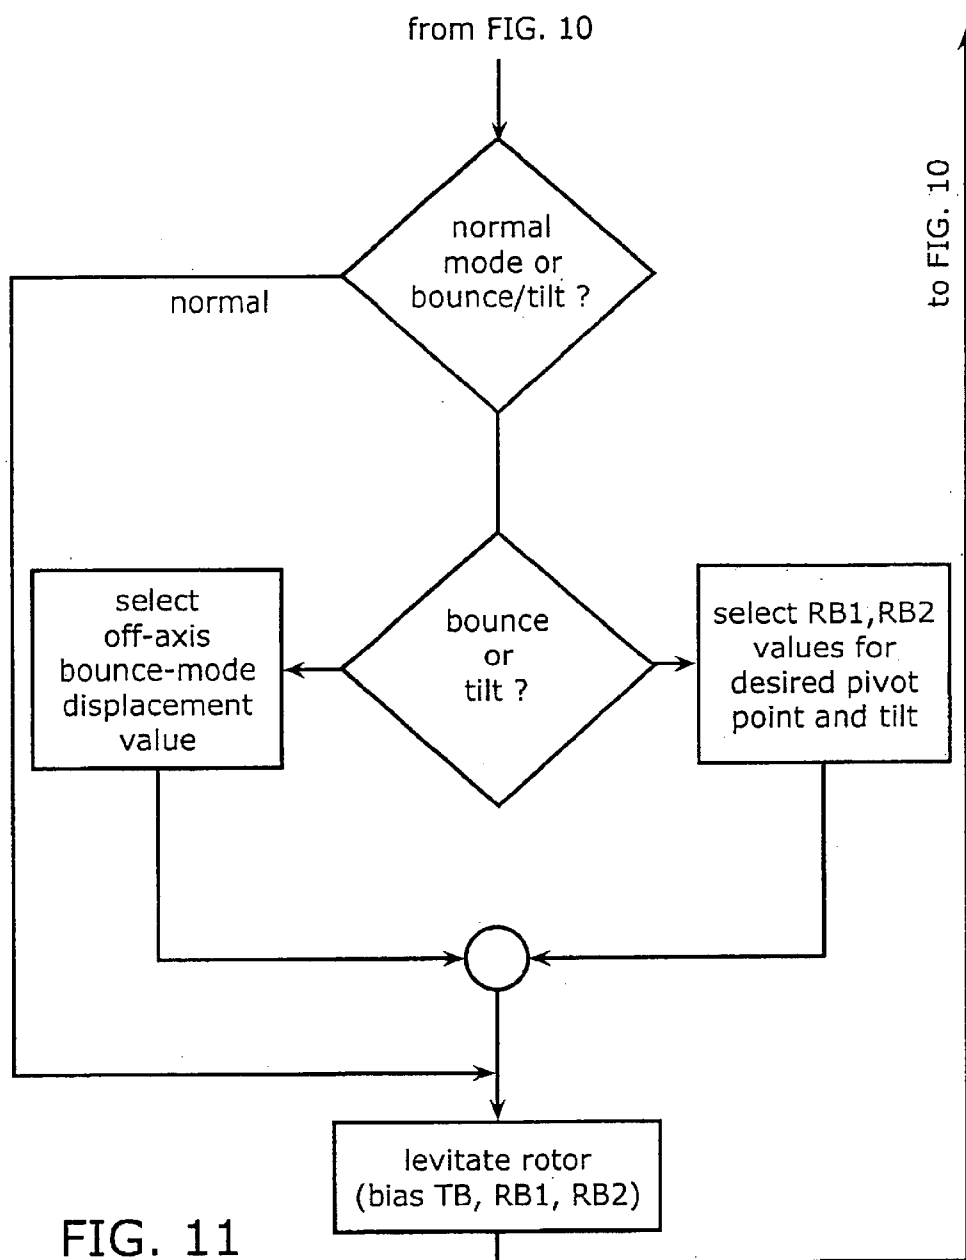 from FIG. 10
to FIG. 10
normal
mode or
bounce/tilt ?
normal
bounce
or
tilt ?
select
off-axis
bounce-mode
displacement
value
select RB1,RB2
values for
desired pivot
point and tilt
levitate rotor
(bias TB, RB1, RB2)
FIG. 11